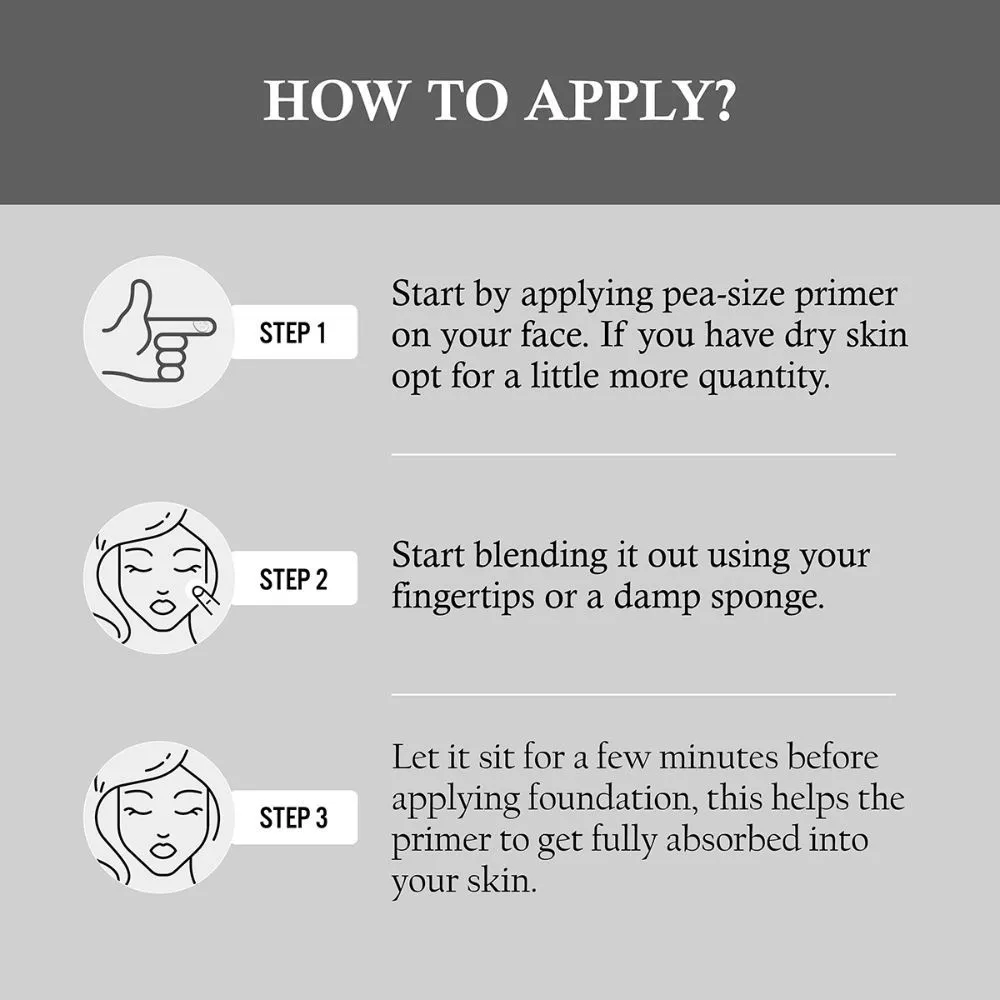 HOW TO APPLY?
STEP 1
Start by applying pea-size primer
on your face. If you have dry skin
opt for a little more quantity.
STEP 2
Start blending it out using your
fingertips or a damp sponge.
STEP 3
Let it sit for a few minutes before
applying foundation, this helps the
primer to get fully absorbed into
your skin.